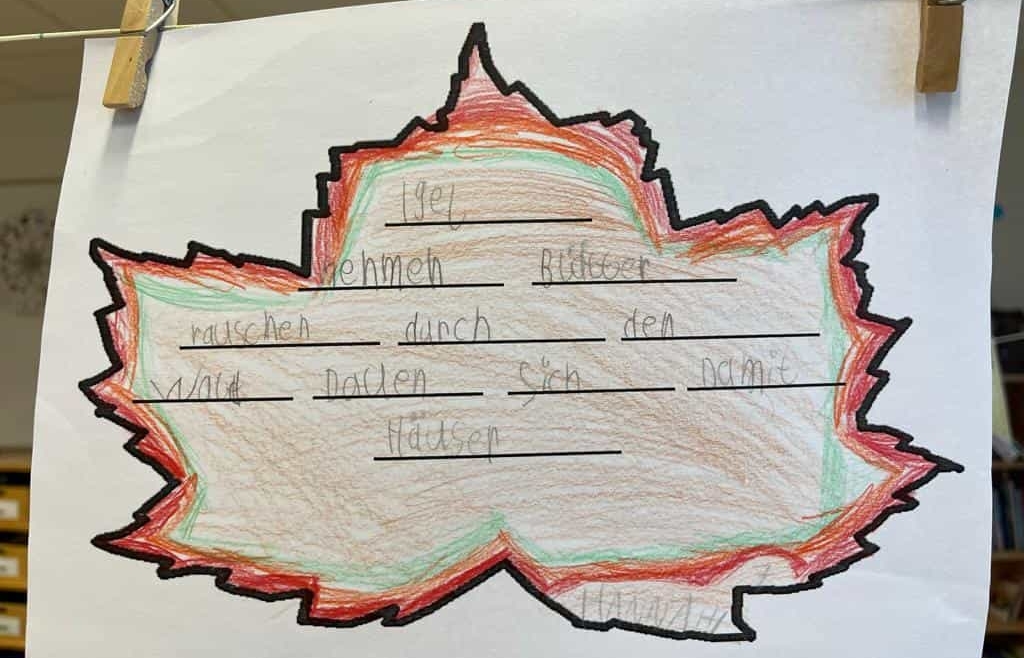 Igel
nehmen Blätter
rauschen durch den
Wald Bauen sich Damit
Häuser
HANNAH